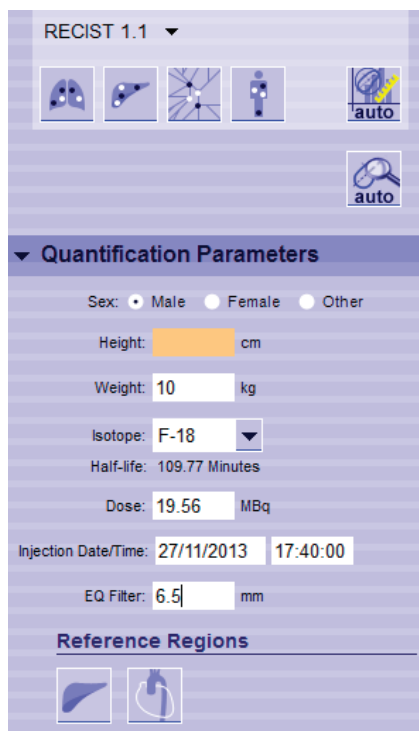 RECIST 1.1
auto
auto
Quantification Parameters
Sex: Male Female Other
Height: cm
Weight: 10 kg
Isotope: F-18
Half-life: 109.77 Minutes
Dose: 19.56 MBq
Injection Date/Time: 27/11/2013 17:40:00
EQ Filter: 6.5 mm
Reference Regions